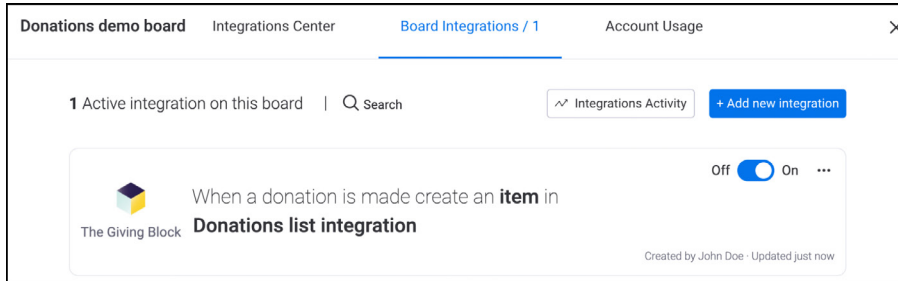 Donations demo board Integrations Center Board Integrations / 1 Account Usage
1 Active integration on this board | Search Integrations Activity + Add new integration
Off On
When a donation is made create an item in
The Giving Block Donations list integration
Created by John Doe · Updated just now